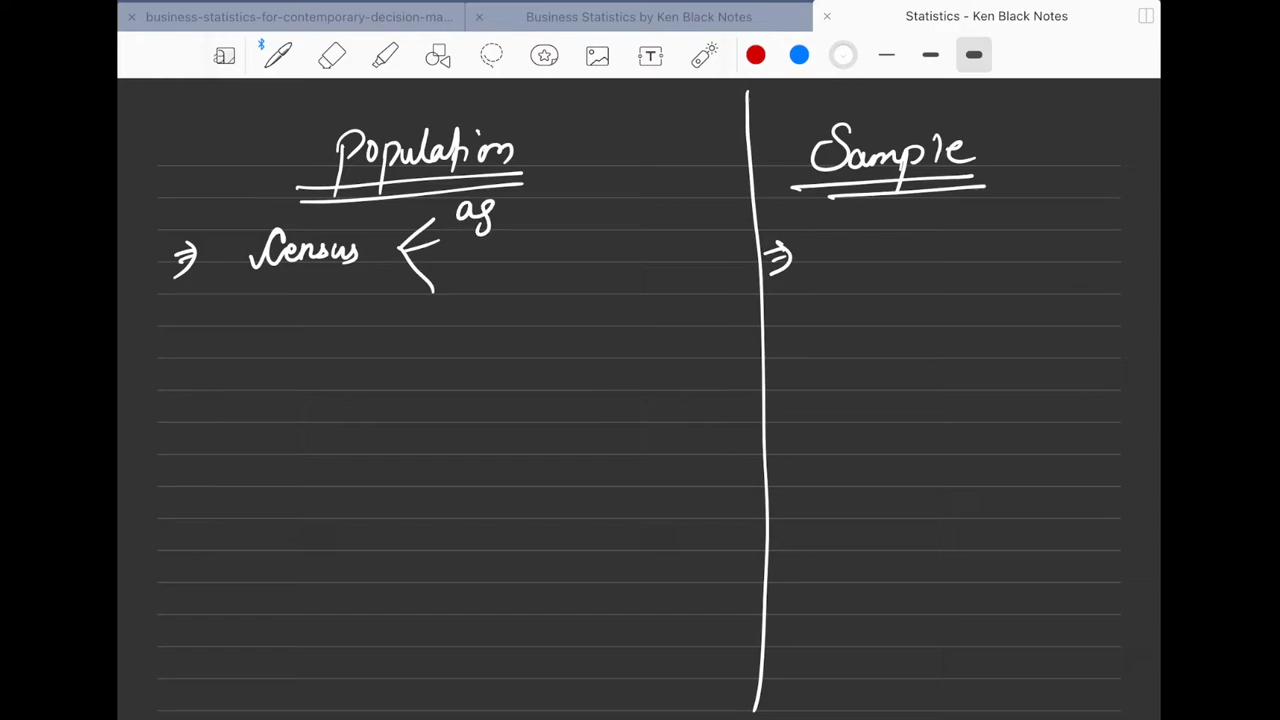 business-statistics-for-contemporary-decision-ma...
Business Statistics by Ken Black Notes
Statistics - Ken Black Notes
Population
Sample
ag
⇒ Census
⇒